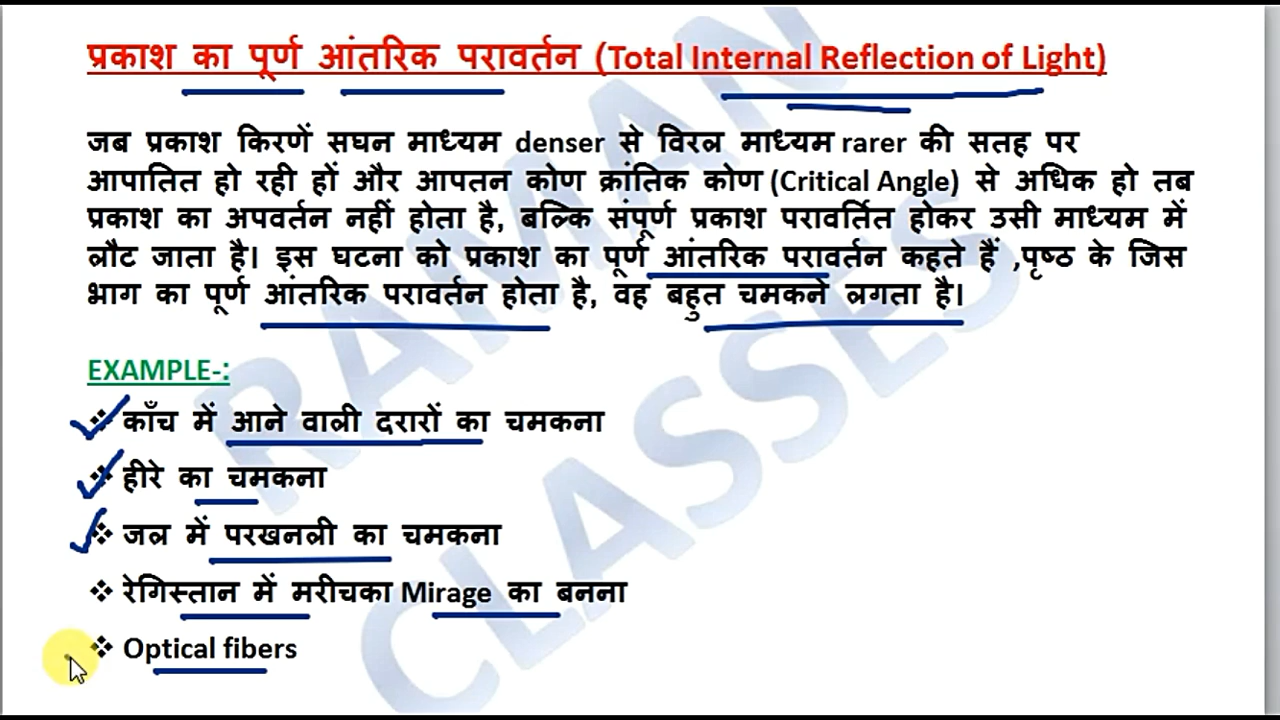 प्रकाश का पूर्ण आंतरिक परावर्तन (Total Internal Reflection of Light)
जब प्रकाश किरणें सघन माध्यम denser से विरल माध्यम rarer की सतह पर
आपातित हो रही हों और आपतन कोण क्रांतिक कोण (Critical Angle) से अधिक हो तब
प्रकाश का अपवर्तन नहीं होता है, बल्कि संपूर्ण प्रकाश परावर्तित होकर उसी माध्यम में
लौट जाता है। इस घटना को प्रकाश का पूर्ण आंतरिक परावर्तन कहते हैं ,पृष्ठ के जिस
भाग का पूर्ण आंतरिक परावर्तन होता है, वह बहुत चमकने लगता है।
EXAMPLE-:
❖ काँच में आने वाली दरारों का चमकना
❖ हीरे का चमकना
❖ जल में परखनली का चमकना
❖ रेगिस्तान में मरीचका Mirage का बनना
❖ Optical fibers
RAMAN
CLASSES